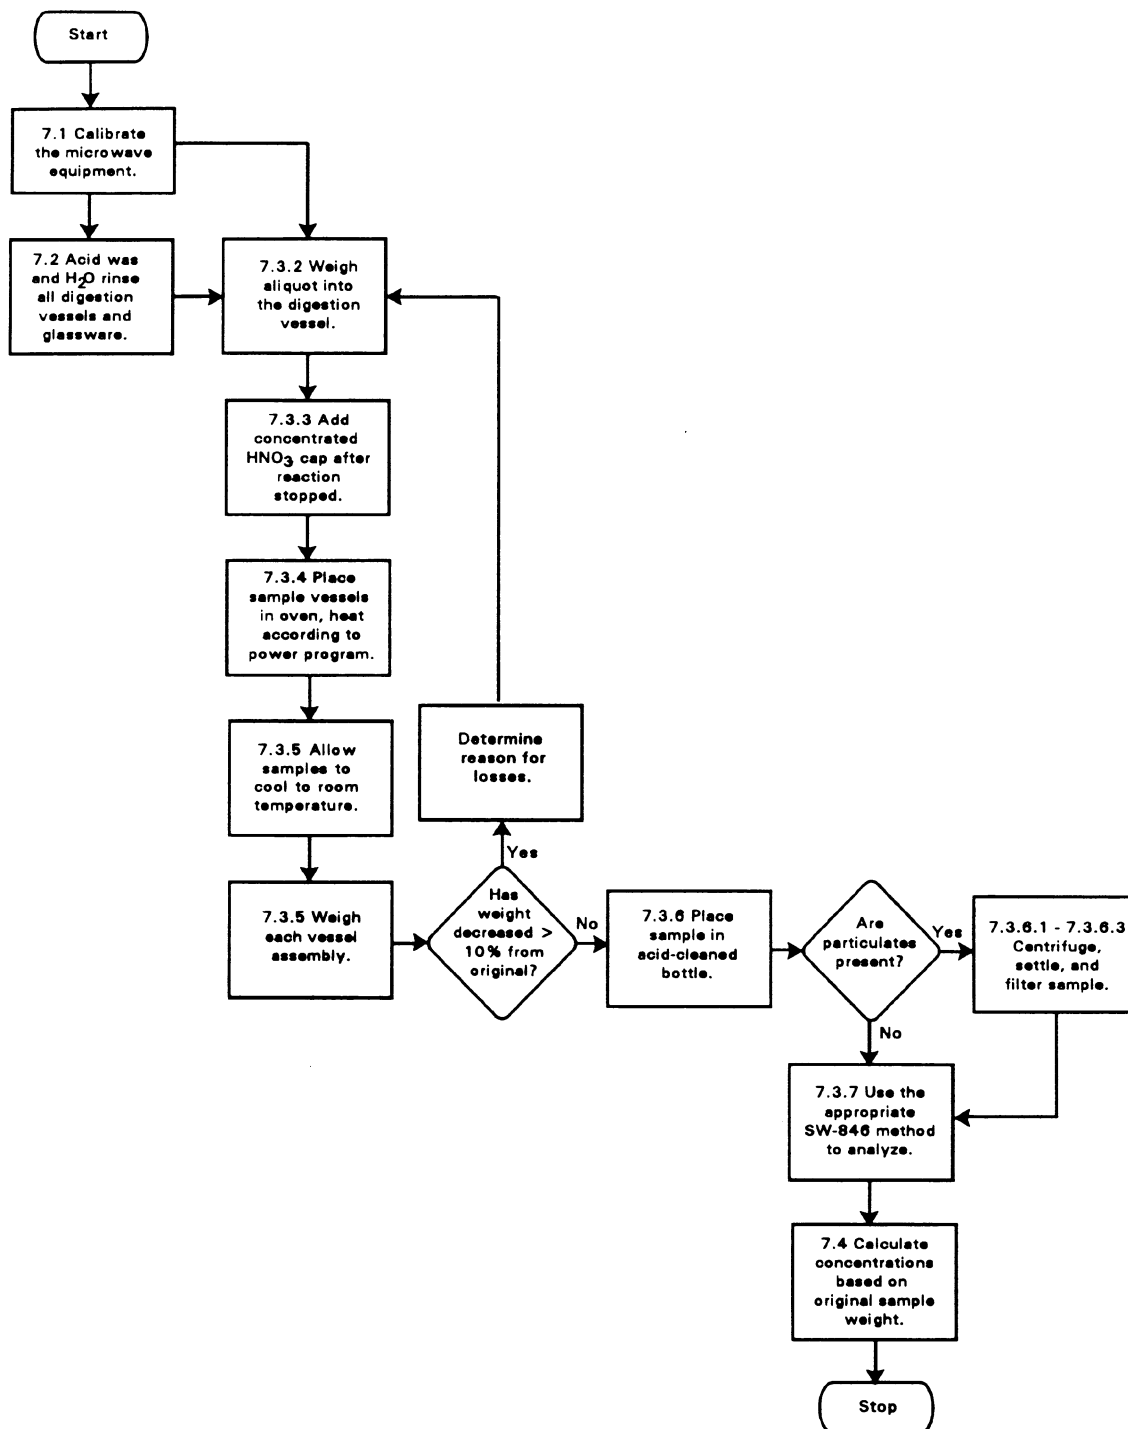 Start
7.1 Calibrate
the microwave
equipment.
7.2 Acid was
and H2O rinse
all digestion
vessels and
glassware.
7.3.2 Weigh
aliquot into
the digestion
vessel.
7.3.3 Add
concentrated
HNO3 cap after
reaction
stopped.
7.3.4 Place
sample vessels
in oven, heat
according to
power program.
7.3.5 Allow
samples to
cool to room
temperature.
7.3.5 Weigh
each vessel
assembly.
Determine
reason for
losses.
Yes
Has
weight
decreased >
10% from
original?
No
7.3.6 Place
sample in
acid-cleaned
bottle.
Are
particulates
present?
Yes
7.3.6.1 - 7.3.6.3
Centrifuge,
settle, and
filter sample.
No
7.3.7 Use the
appropriate
SW-846 method
to analyze.
7.4 Calculate
concentrations
based on
original sample
weight.
Stop